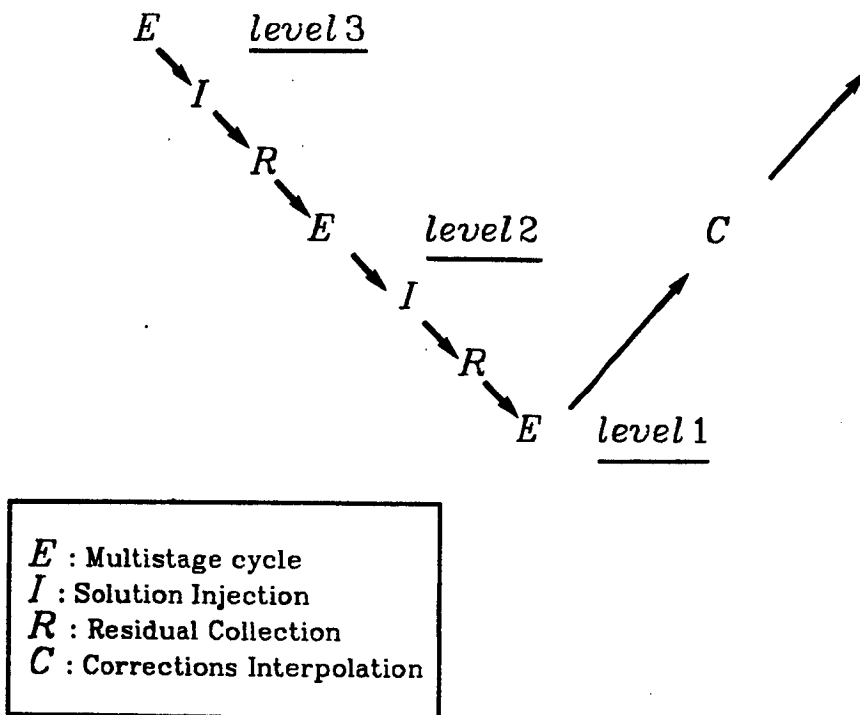 E level 3
I
R
E level 2 C
I
R
E level 1
E : Multistage cycle
I : Solution Injection
R : Residual Collection
C : Corrections Interpolation